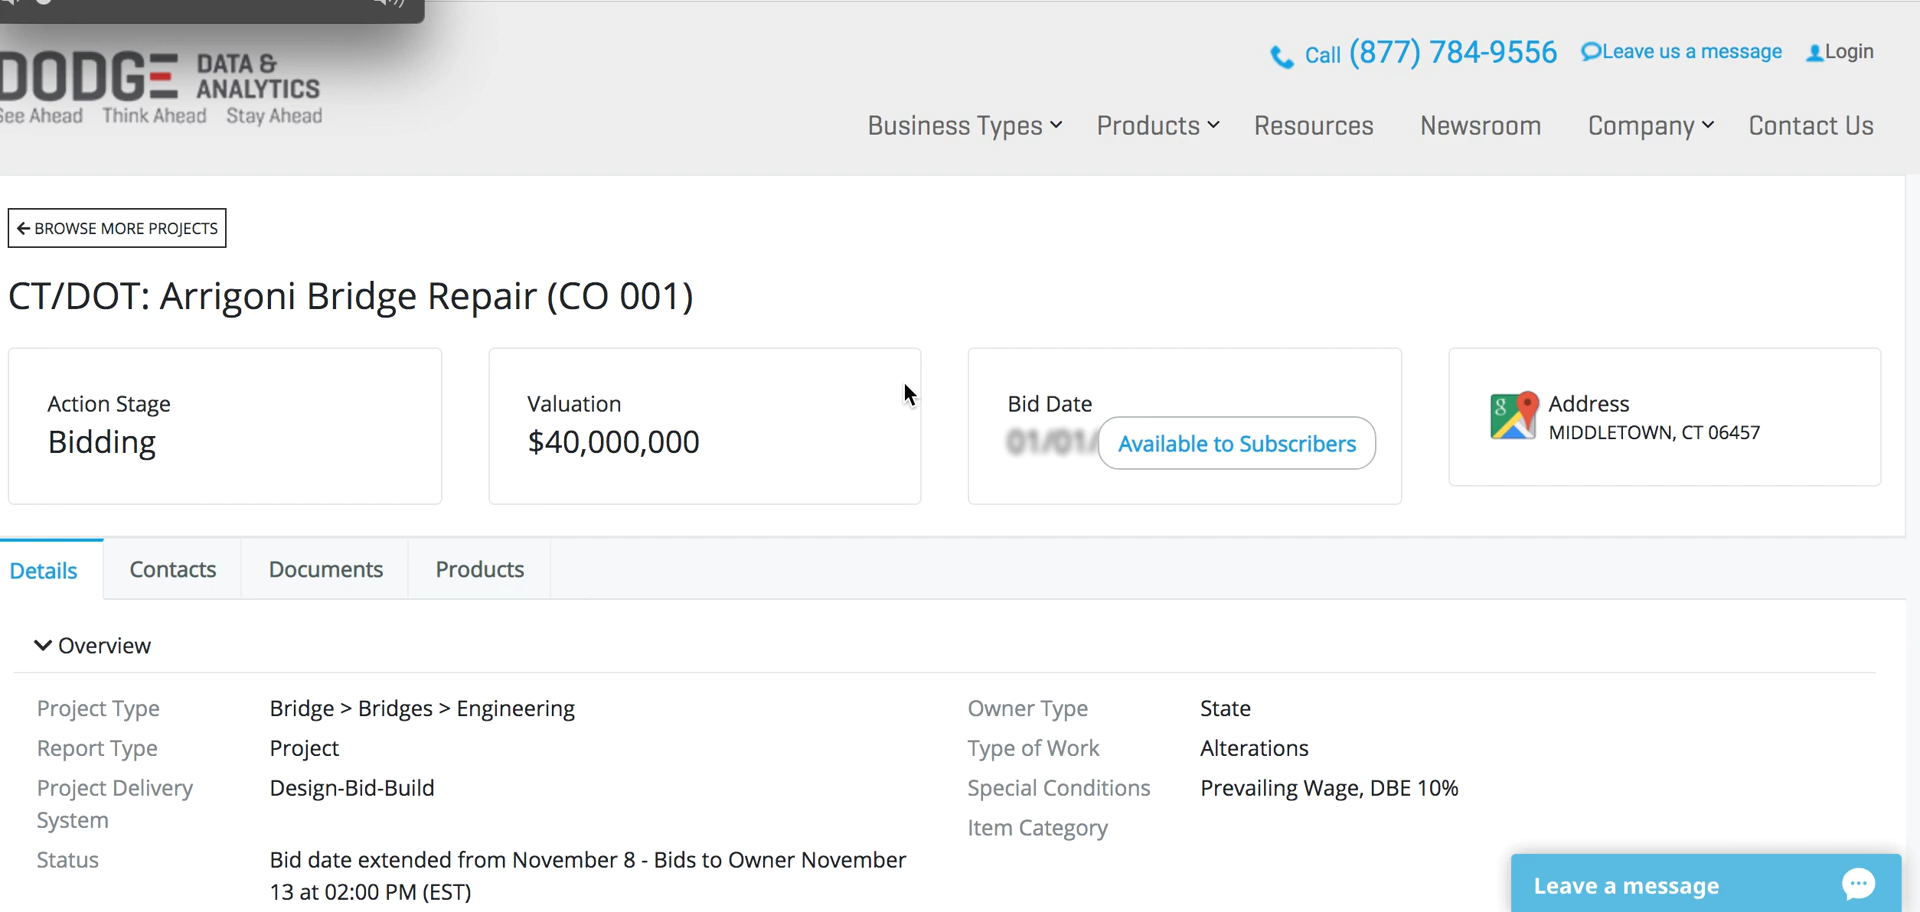 DODGE DATA & ANALYTICS
See Ahead Think Ahead Stay Ahead
Call (877) 784-9556 Leave us a message Login
Business Types Products Resources Newsroom Company Contact Us
← BROWSE MORE PROJECTS
CT/DOT: Arrigoni Bridge Repair (CO 001)
Action Stage
Bidding
Valuation
$40,000,000
Bid Date
01/01/ Available to Subscribers
Address
MIDDLETOWN, CT 06457
Details Contacts Documents Products
Overview
Project Type Bridge > Bridges > Engineering
Report Type Project
Project Delivery System Design-Bid-Build
Status Bid date extended from November 8 - Bids to Owner November
13 at 02:00 PM (EST)
Owner Type State
Type of Work Alterations
Special Conditions Prevailing Wage, DBE 10%
Item Category
Leave a message